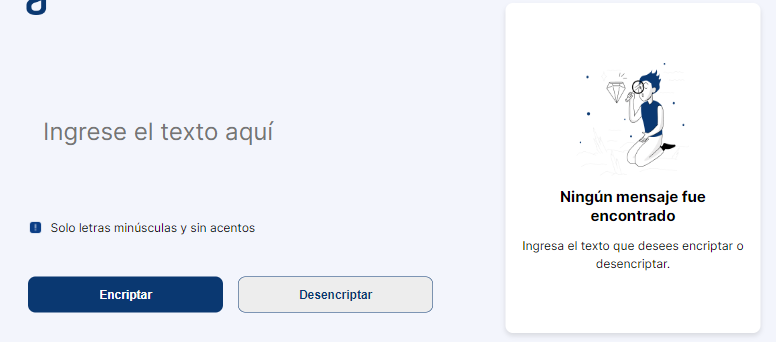 a
Ingrese el texto aquí
Solo letras minúsculas y sin acentos
Encriptar
Desencriptar
Ningún mensaje fue
encontrado
Ingresa el texto que desees encriptar o
desencriptar.